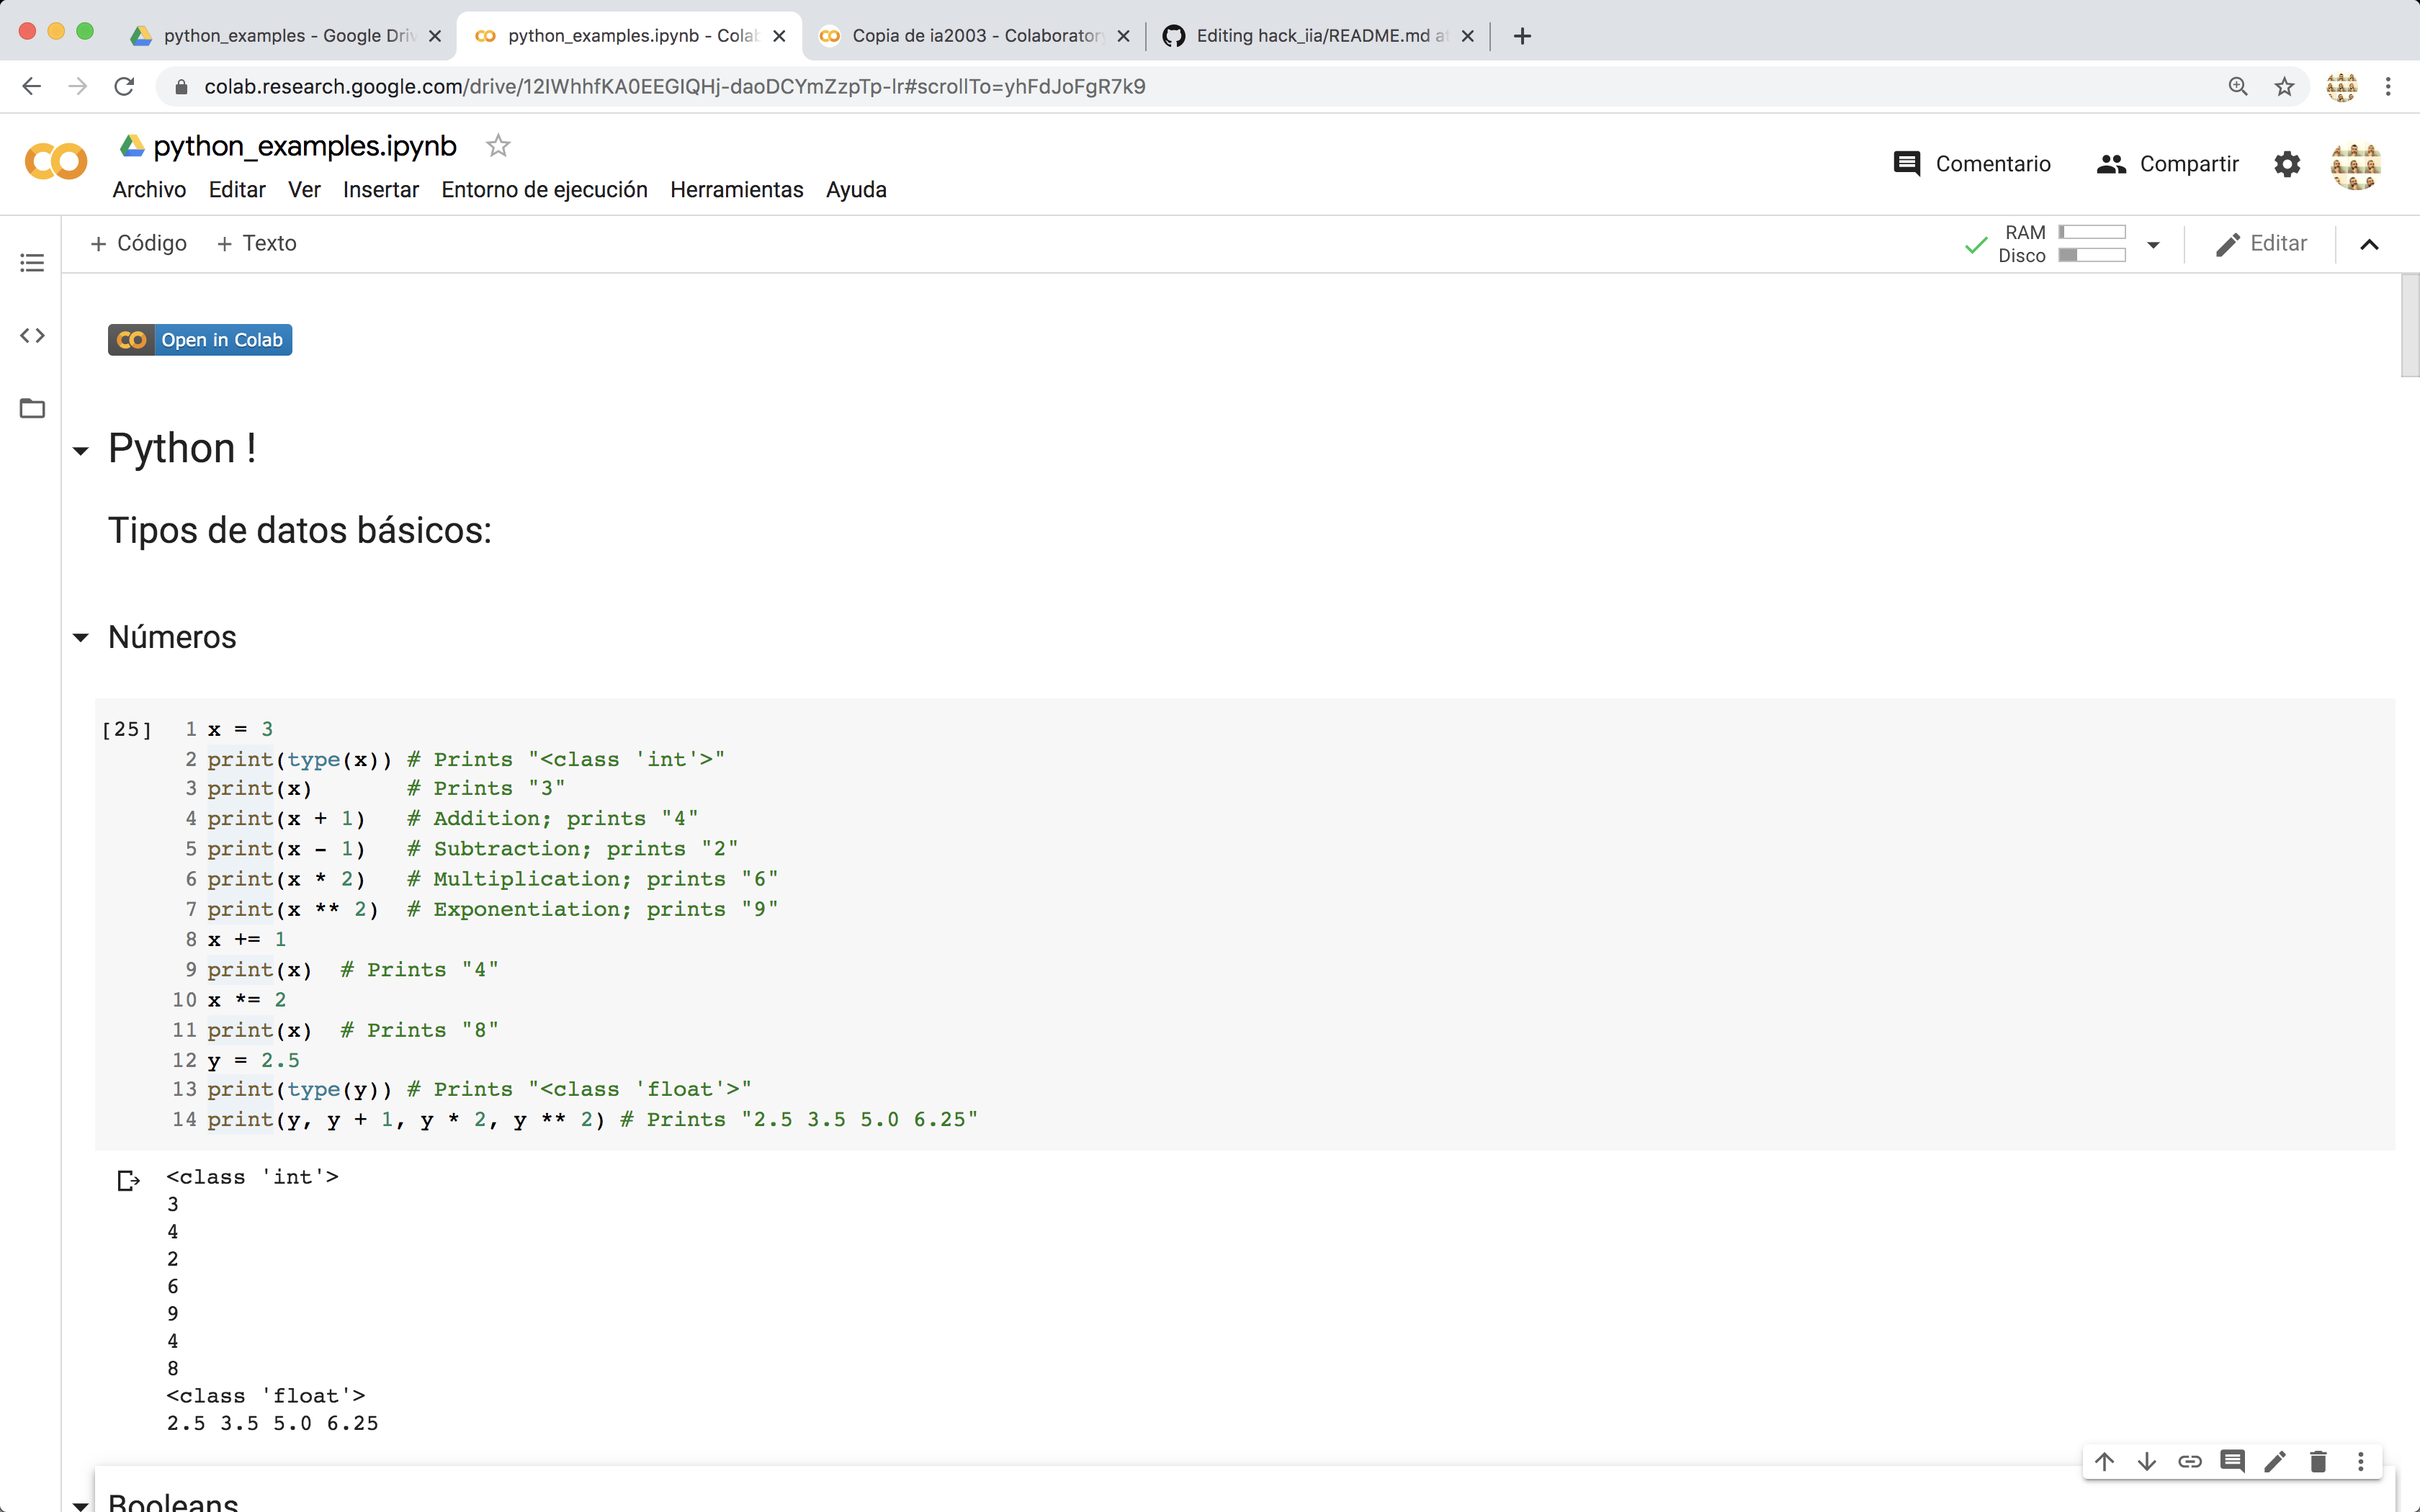 python_examples - Google Driv
python_examples.ipynb - Colab
Copia de ia2003 - Colaboratory
Editing hack_iia/README.md at
colab.research.google.com/drive/12IWhhfKA0EEGIQHj-daoDCYmZzpTp-lr#scrollTo=yhFdJoFgR7k9
python_examples.ipynb
Comentario
Compartir
Archivo Editar Ver Insertar Entorno de ejecución Herramientas Ayuda
+ Código + Texto
RAM
Disco
Editar
Open in Colab
Python !
Tipos de datos básicos:
Números
[25]
1 x = 3
2 print(type(x)) # Prints "<class 'int'>"
3 print(x)       # Prints "3"
4 print(x + 1)   # Addition; prints "4"
5 print(x - 1)   # Subtraction; prints "2"
6 print(x * 2)   # Multiplication; prints "6"
7 print(x ** 2)  # Exponentiation; prints "9"
8 x += 1
9 print(x)  # Prints "4"
10 x *= 2
11 print(x)  # Prints "8"
12 y = 2.5
13 print(type(y)) # Prints "<class 'float'>"
14 print(y, y + 1, y * 2, y ** 2) # Prints "2.5 3.5 5.0 6.25"
<class 'int'>
3
4
2
6
9
4
8
<class 'float'>
2.5 3.5 5.0 6.25
Booleans